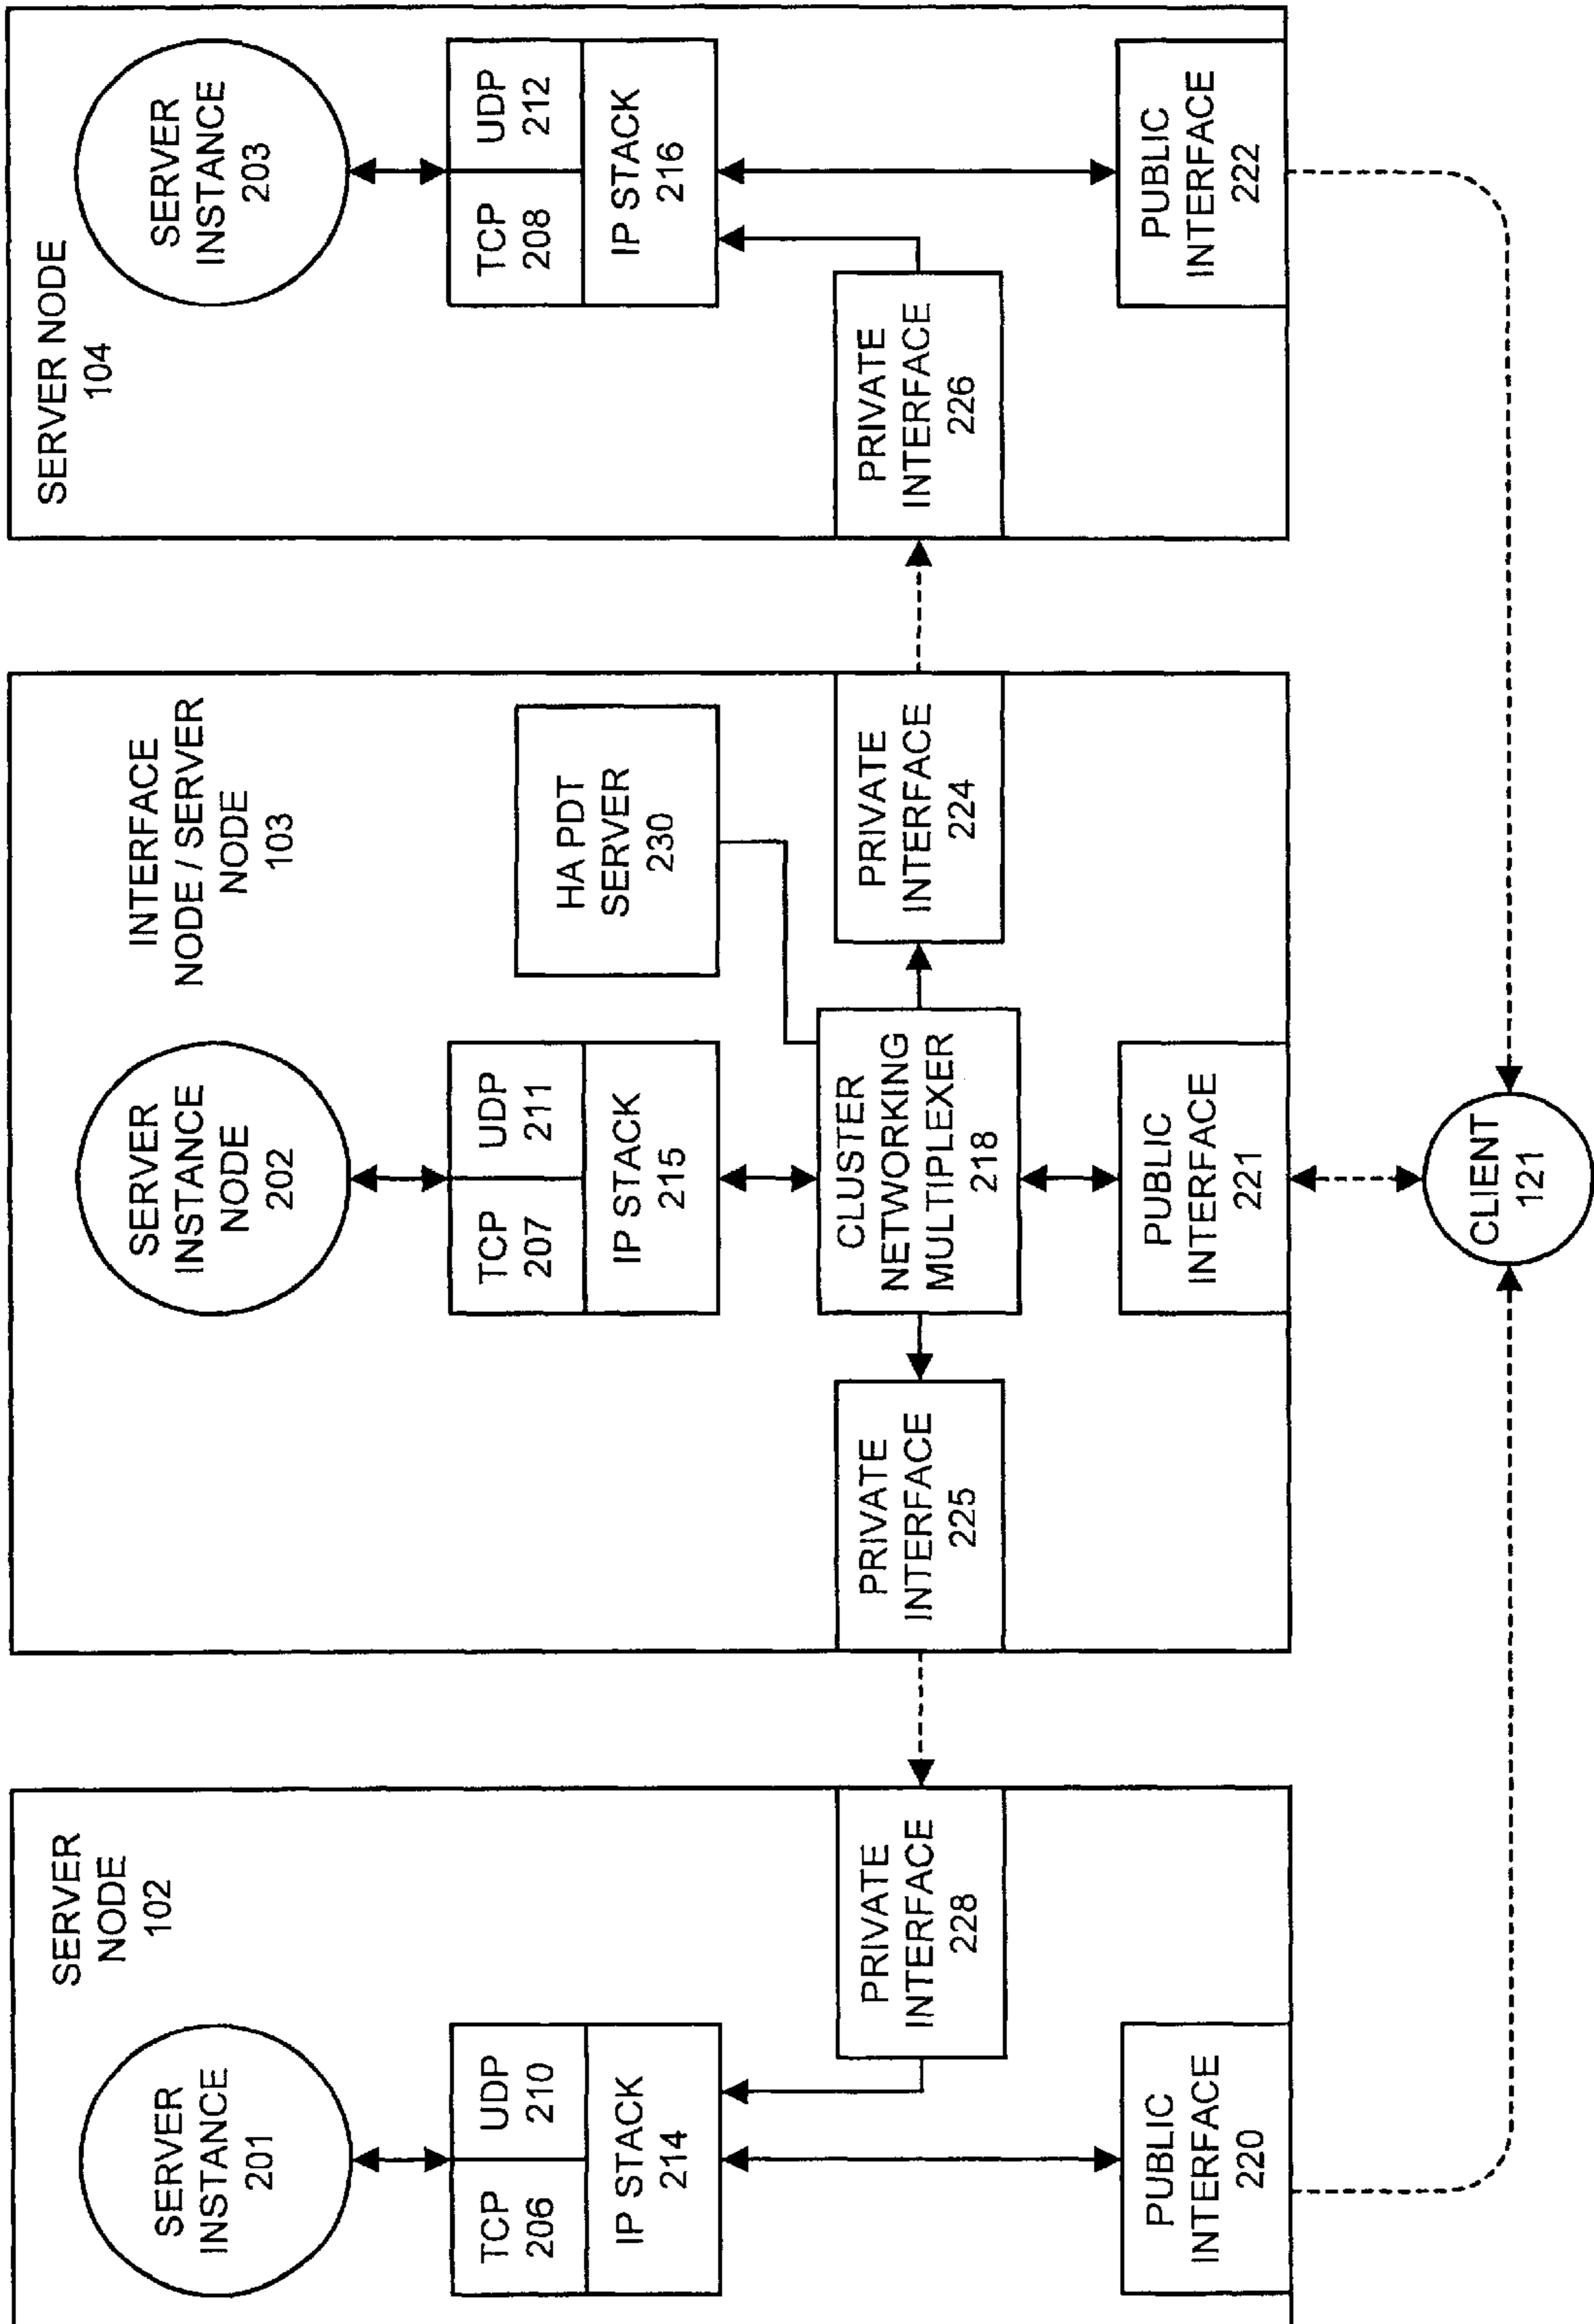 SERVER
NODE
102
SERVER
INSTANCE
201
TCP
206
UDP
210
IP STACK
214
PRIVATE
INTERFACE
228
PUBLIC
INTERFACE
220
INTERFACE
NODE / SERVER
NODE
103
SERVER
INSTANCE
NODE
202
TCP
207
UDP
211
IP STACK
215
HA PDT
SERVER
230
PRIVATE
INTERFACE
225
CLUSTER
NETWORKING
MULTIPLEXER
218
PRIVATE
INTERFACE
224
PUBLIC
INTERFACE
221
SERVER NODE
104
SERVER
INSTANCE
203
TCP
208
UDP
212
IP STACK
216
PRIVATE
INTERFACE
226
PUBLIC
INTERFACE
222
CLIENT
121